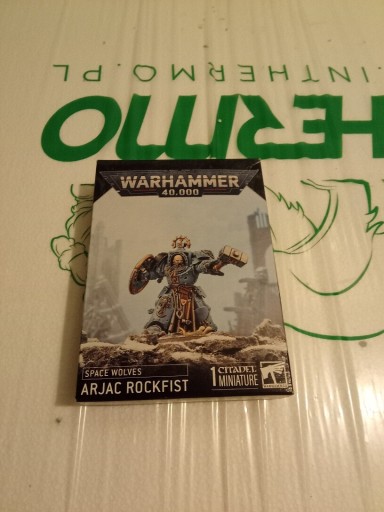 INTHERMO.PL
HERMO
WARHAMMER
40,000
SPACE WOLVES
ARJAC ROCKFIST
1 CITADEL
MINIATURE